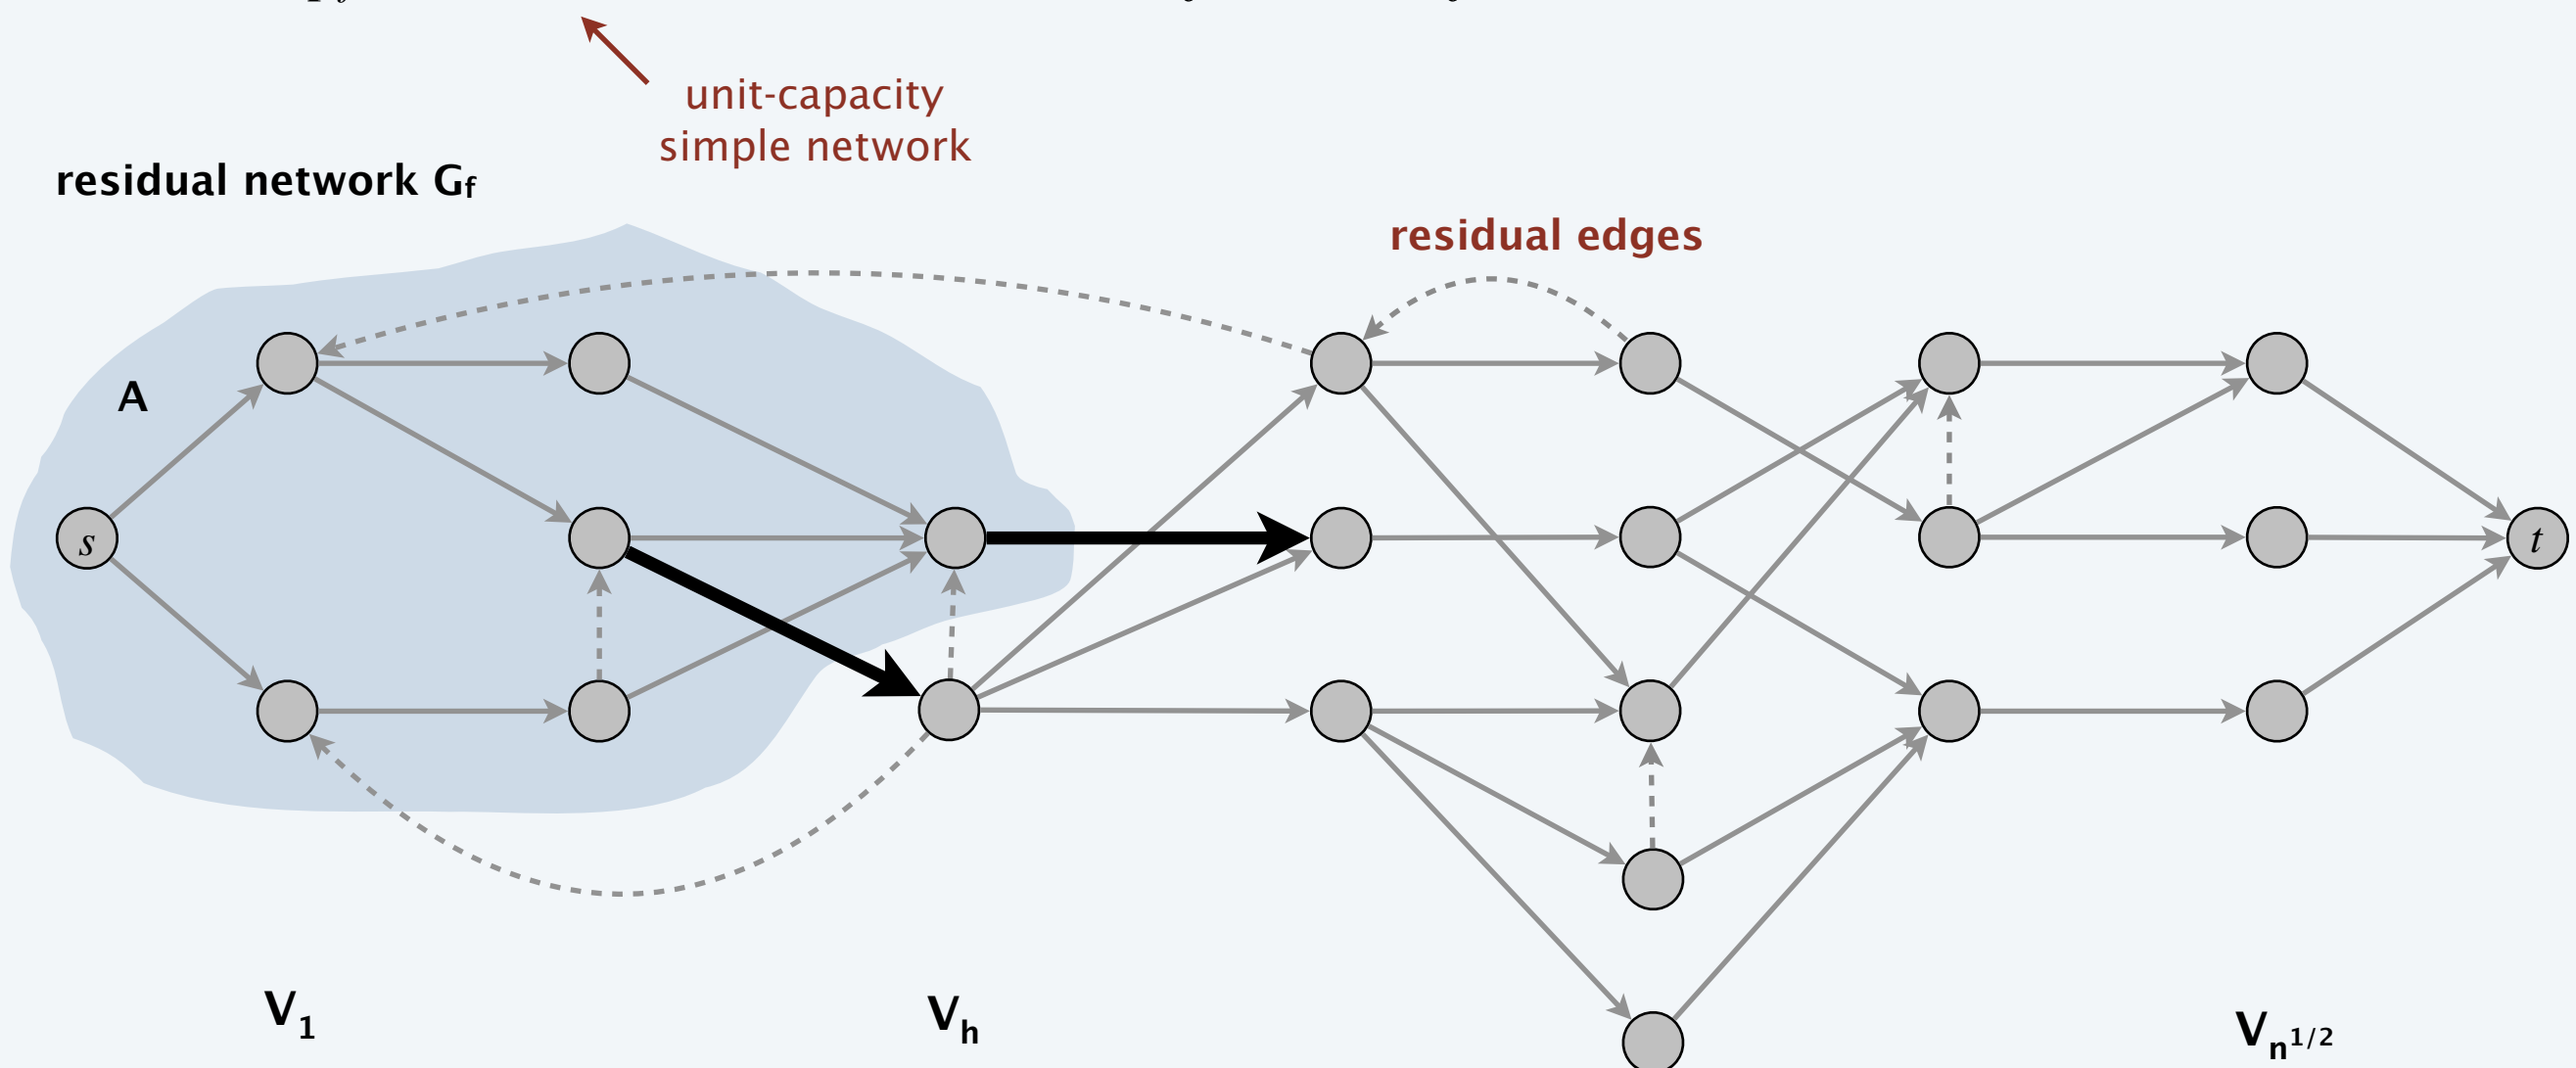 unit-capacity
simple network
residual network Gf
residual edges
A
s
t
V1
Vh
Vn1/2